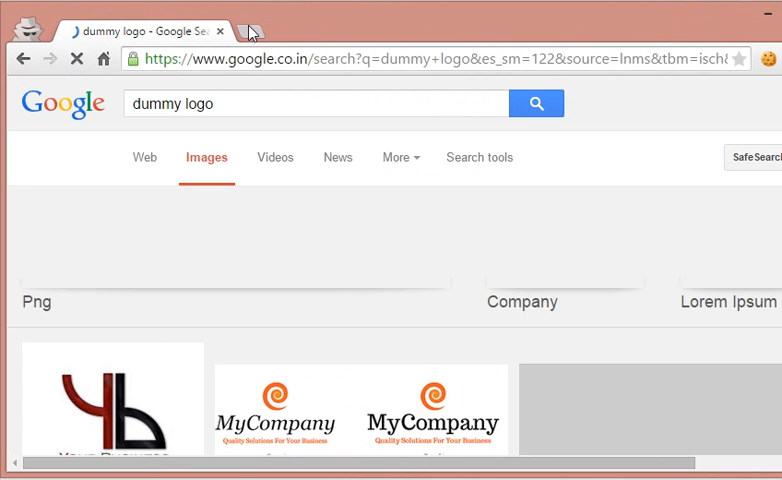 dummy logo - Google Sea
https://www.google.co.in/search?q=dummy+logo&es_sm=122&source=lnms&tbm=isch&
Google
dummy logo
Web Images Videos News More Search tools SafeSearch
Png Company Lorem Ipsum
MyCompany MyCompany
Quality Solutions For Your Business Quality Solutions For Your Business